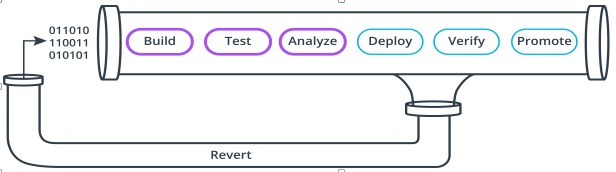 011010
110011
010101
Build Test Analyze Deploy Verify Promote
Revert